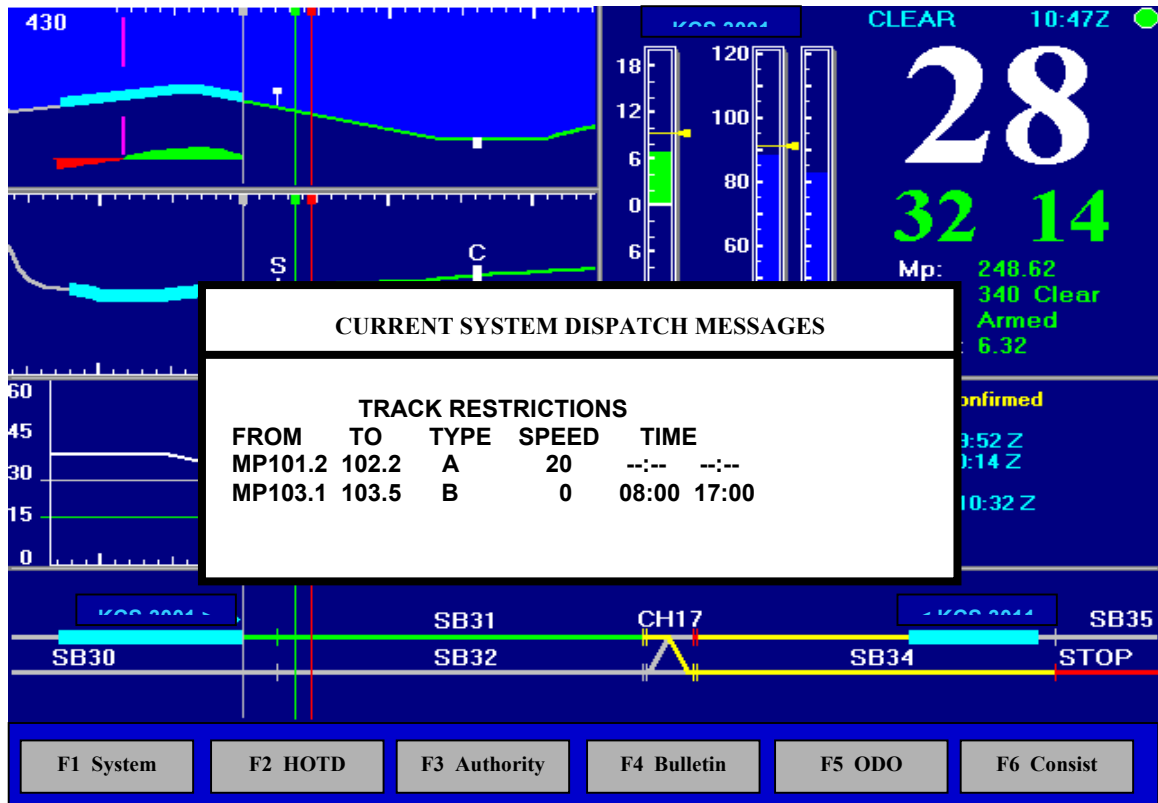 430
CLEAR 10:47Z
28
32 14
18
12
6
0
6
120
100
80
60
Mp: 248.62
340 Clear
Armed
: 6.32
S
C
CURRENT SYSTEM DISPATCH MESSAGES
TRACK RESTRICTIONS
FROM TO TYPE SPEED TIME
MP101.2 102.2 A 20 --:-- --:--
MP103.1 103.5 B 0 08:00 17:00
60
45
30
15
0
:52 Z
:14 Z
10:32 Z
SB31
CH17
SB35
SB30
SB32
SB34
STOP
F1 System
F2 HOTD
F3 Authority
F4 Bulletin
F5 ODO
F6 Consist